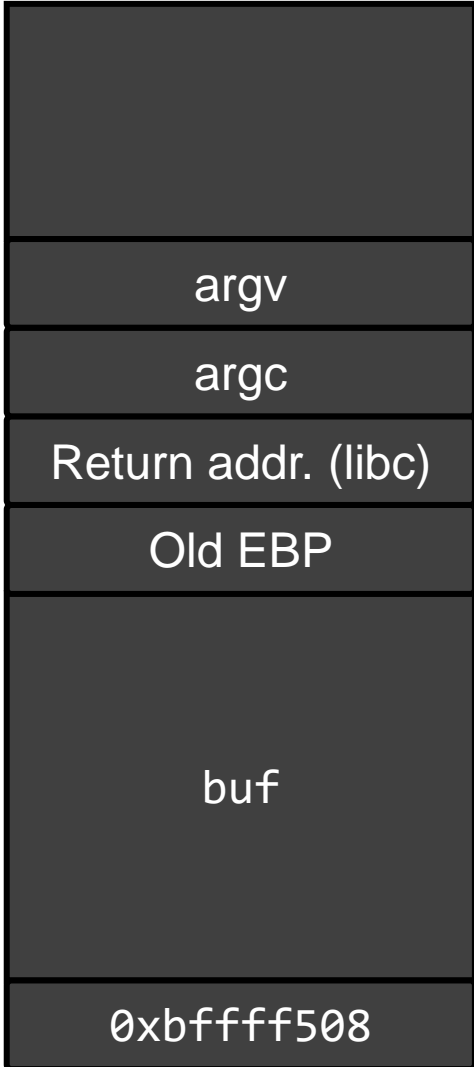 argv
argc
Return addr. (libc)
Old EBP
buf
0xbffff508